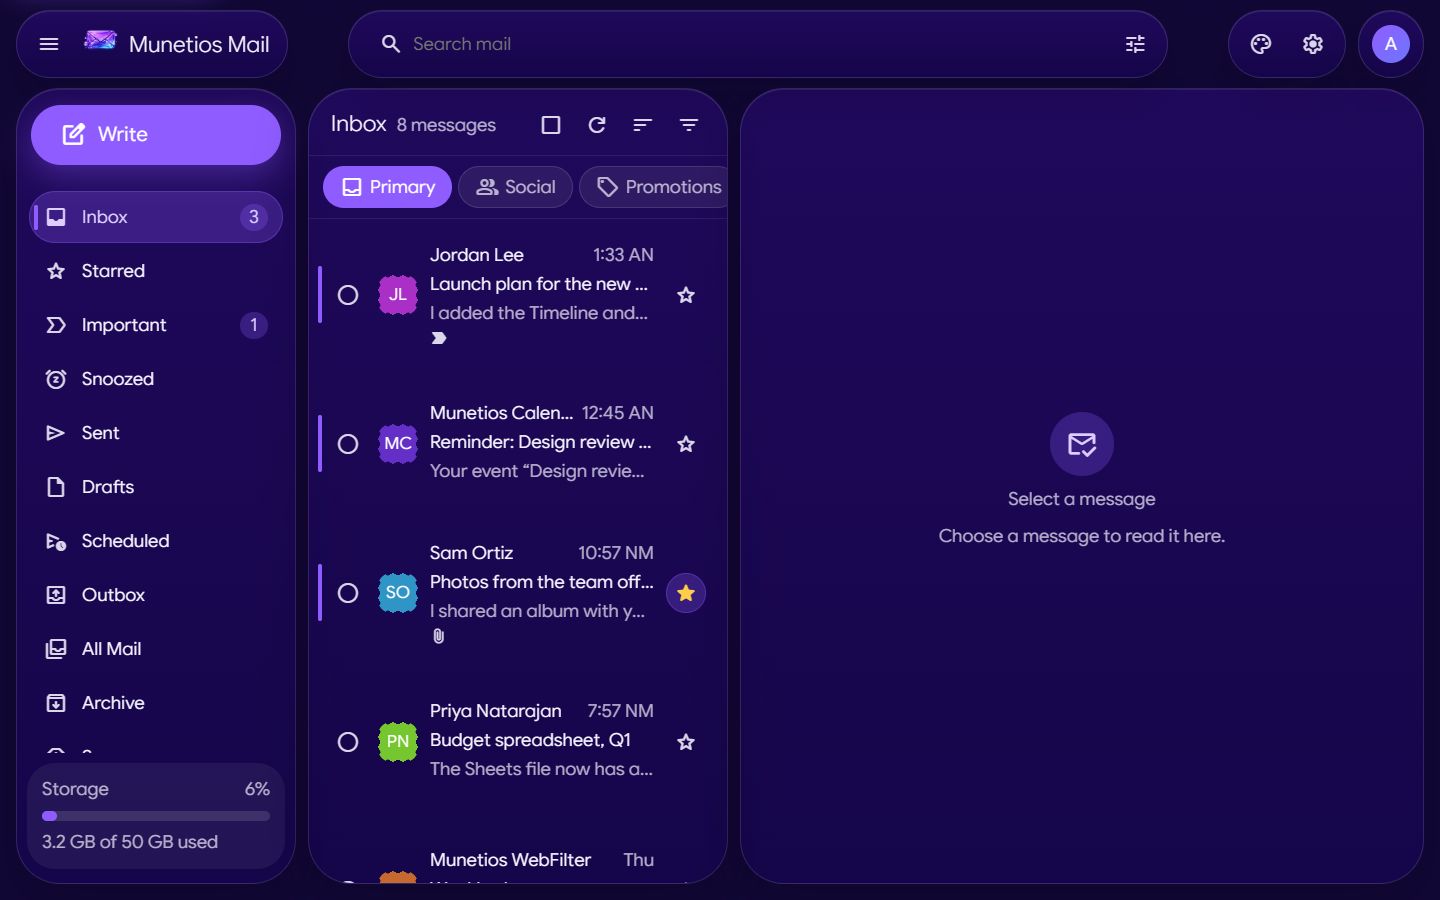 Munetios Mail
Search mail
A
Write
Inbox 3
Starred
Important 1
Snoozed
Sent
Drafts
Scheduled
Outbox
All Mail
Archive
Storage 6%
3.2 GB of 50 GB used
Inbox 8 messages
Primary Social Promotions
Jordan Lee 1:33 AN
JL
Launch plan for the new ...
I added the Timeline and...
Munetios Calen... 12:45 AN
MC
Reminder: Design review ...
Your event “Design revie...
Sam Ortiz 10:57 NM
SO
Photos from the team off...
I shared an album with y...
Priya Natarajan 7:57 NM
PN
Budget spreadsheet, Q1
The Sheets file now has a...
Munetios WebFilter Thu
Select a message
Choose a message to read it here.